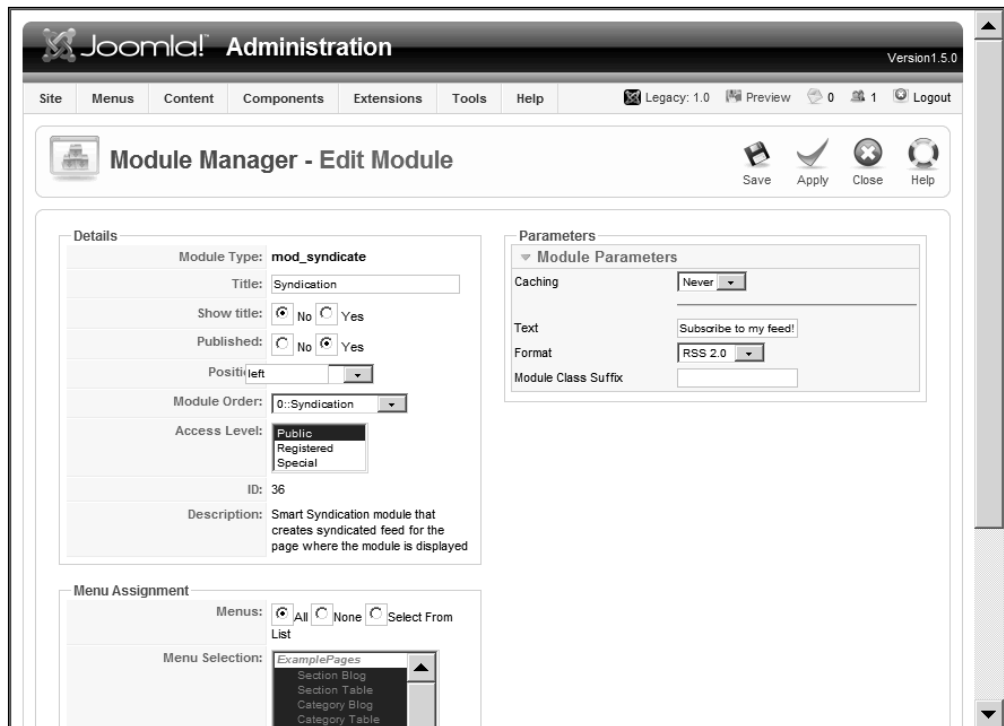 Joomla!™ Administration
Version1.5.0
Site Menus Content Components Extensions Tools Help Legacy: 1.0 Preview 0 1 Logout
Module Manager - Edit Module
Save Apply Close Help
Details
Module Type: mod_syndicate
Title: Syndication
Show title: No Yes
Published: No Yes
Positi left
Module Order: 0::Syndication
Access Level: Public
Registered
Special
ID: 36
Description: Smart Syndication module that
creates syndicated feed for the
page where the module is displayed
Parameters
Module Parameters
Caching Never
Text Subscribe to my feed!
Format RSS 2.0
Module Class Suffix
Menu Assignment
Menus: All None Select From
List
Menu Selection: ExamplePages
Section Blog
Section Table
Category Blog
Category Table